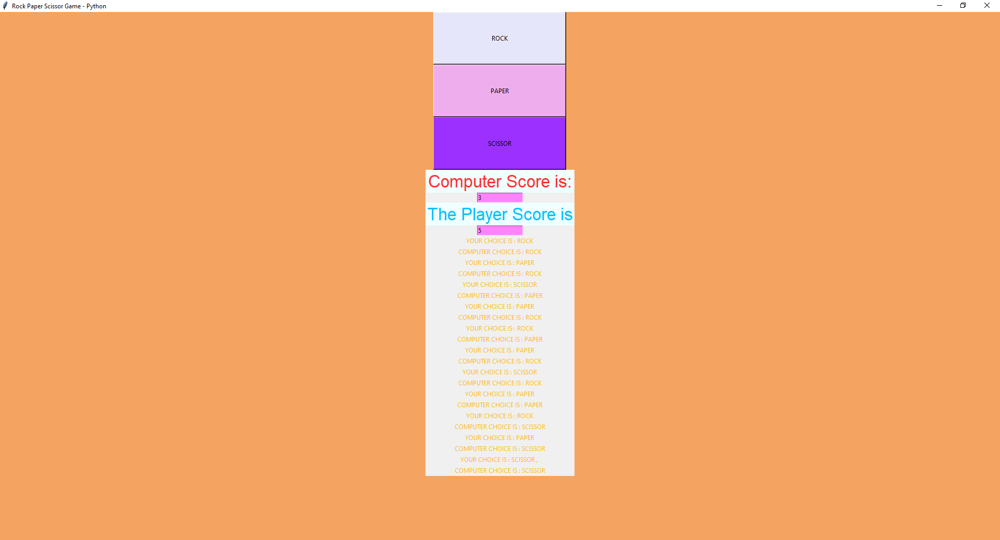 Rock Paper Scissor Game - Python
ROCK
PAPER
SCISSOR
Computer Score is:
3
The Player Score is
5
YOUR CHOICE IS : ROCK
COMPUTER CHOICE IS : ROCK
YOUR CHOICE IS : PAPER
COMPUTER CHOICE IS : ROCK
YOUR CHOICE IS : SCISSOR
COMPUTER CHOICE IS : PAPER
YOUR CHOICE IS : PAPER
COMPUTER CHOICE IS : ROCK
YOUR CHOICE IS : ROCK
COMPUTER CHOICE IS : PAPER
YOUR CHOICE IS : PAPER
COMPUTER CHOICE IS : ROCK
YOUR CHOICE IS : SCISSOR
COMPUTER CHOICE IS : ROCK
YOUR CHOICE IS : PAPER
COMPUTER CHOICE IS : PAPER
YOUR CHOICE IS : ROCK
COMPUTER CHOICE IS : SCISSOR
YOUR CHOICE IS : PAPER
COMPUTER CHOICE IS : SCISSOR
YOUR CHOICE IS : SCISSOR ,
COMPUTER CHOICE IS : SCISSOR